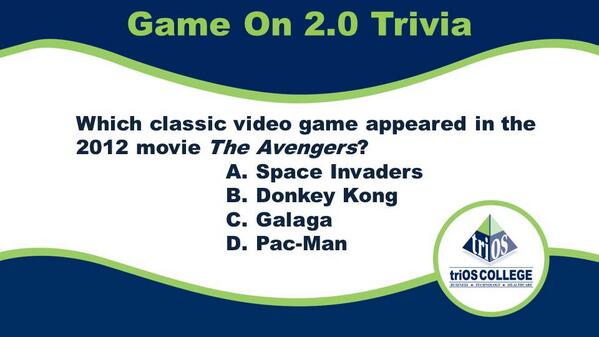 Game On 2.0 Trivia
Which classic video game appeared in the
2012 movie The Avengers?
A. Space Invaders
B. Donkey Kong
C. Galaga
D. Pac-Man
triOS
triOS COLLEGE
BUSINESS • TECHNOLOGY • HEALTHCARE